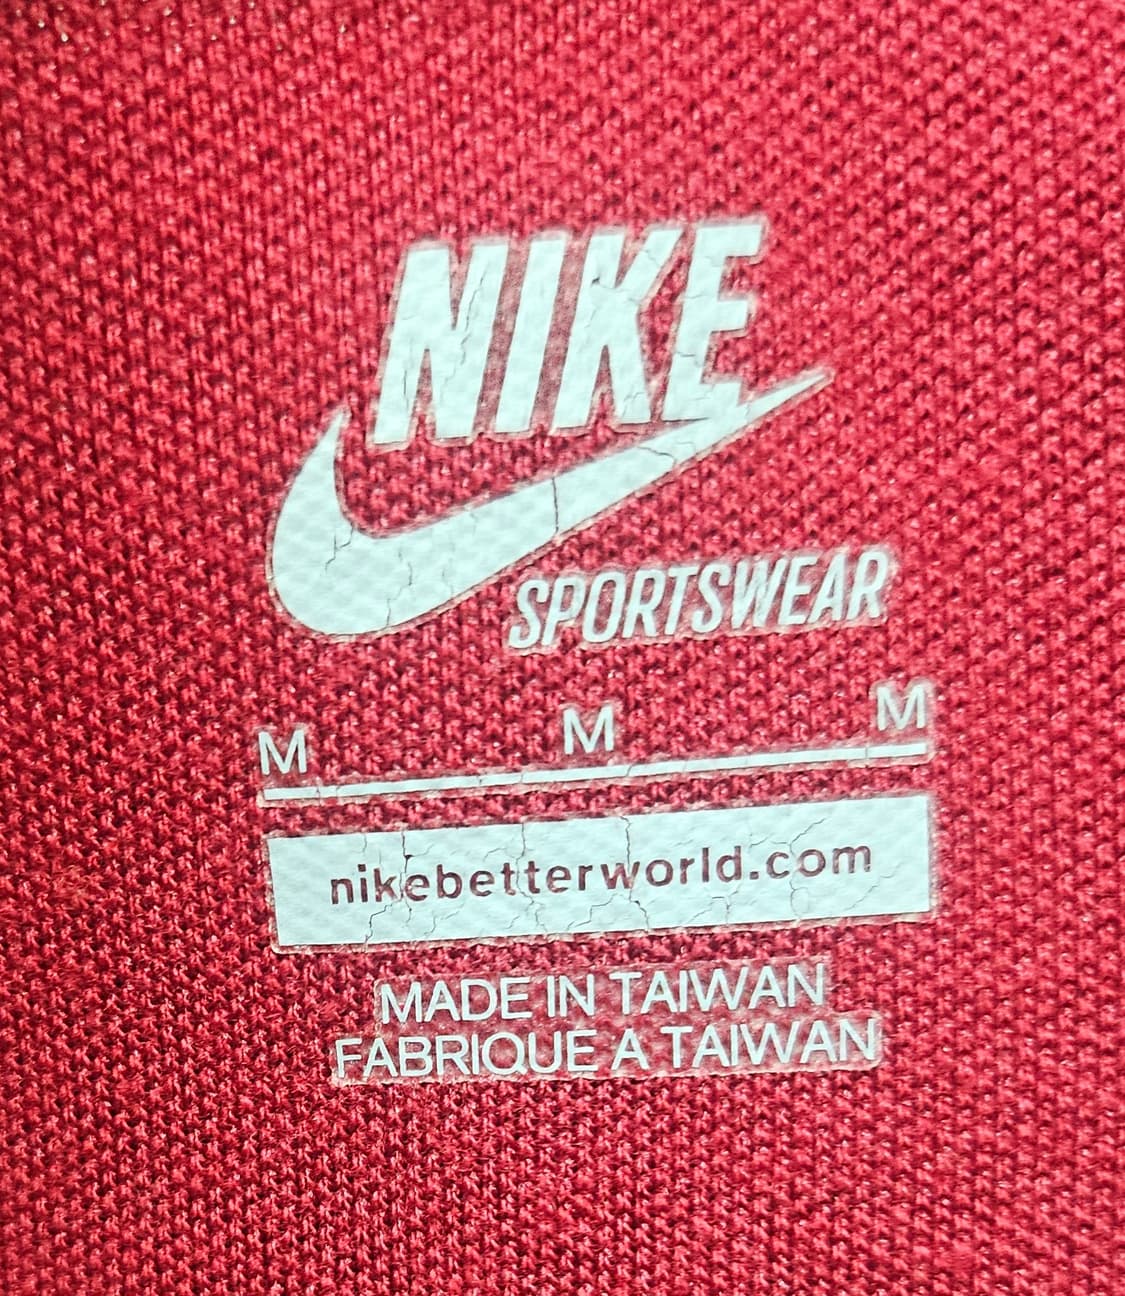 NIKE
SPORTSWEAR
M M M
nikebetterworld.com
MADE IN TAIWAN
FABRIQUE A TAIWAN